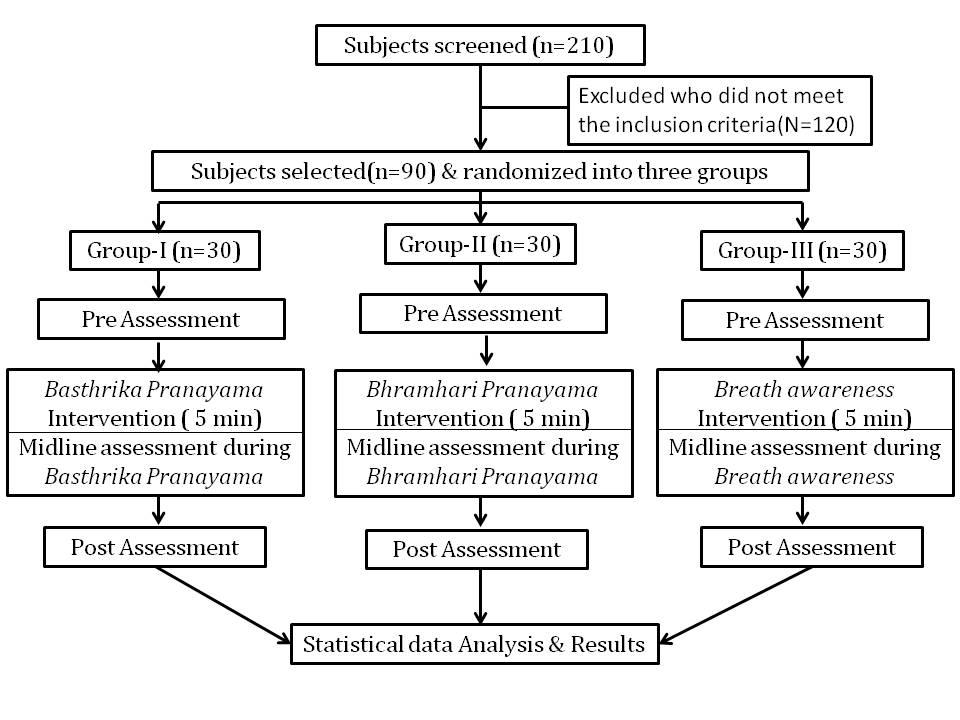 Subjects screened (n=210)
Excluded who did not meet
the inclusion criteria(N=120)
Subjects selected(n=90) & randomized into three groups
Group-I (n=30)
Group-II (n=30)
Group-III (n=30)
Pre Assessment
Pre Assessment
Pre Assessment
Basthrika Pranayama
Intervention ( 5 min)
Midline assessment during
Basthrika Pranayama
Bhramhari Pranayama
Intervention ( 5 min)
Midline assessment during
Bhramhari Pranayama
Breath awareness
Intervention ( 5 min)
Midline assessment during
Breath awareness
Post Assessment
Post Assessment
Post Assessment
Statistical data Analysis & Results